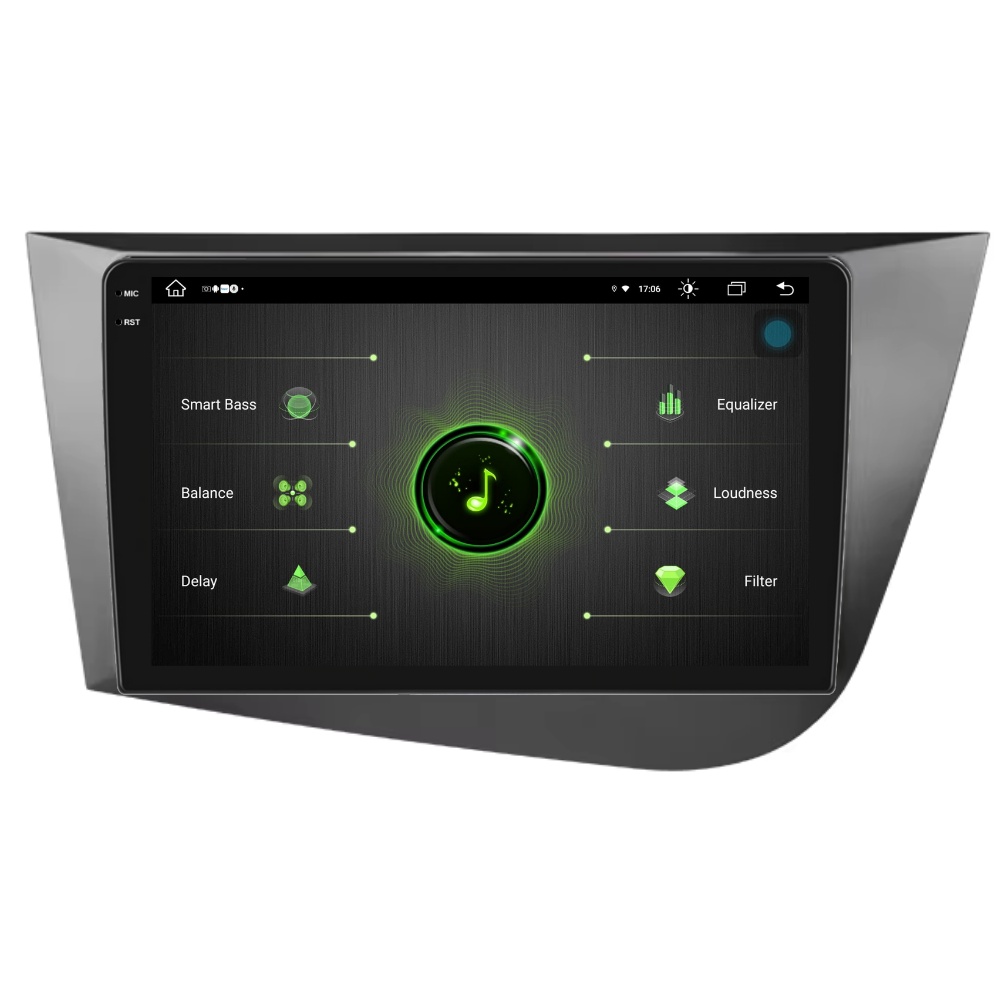 MIC
17:06
RST
Smart Bass
Equalizer
Balance
Loudness
Delay
Filter